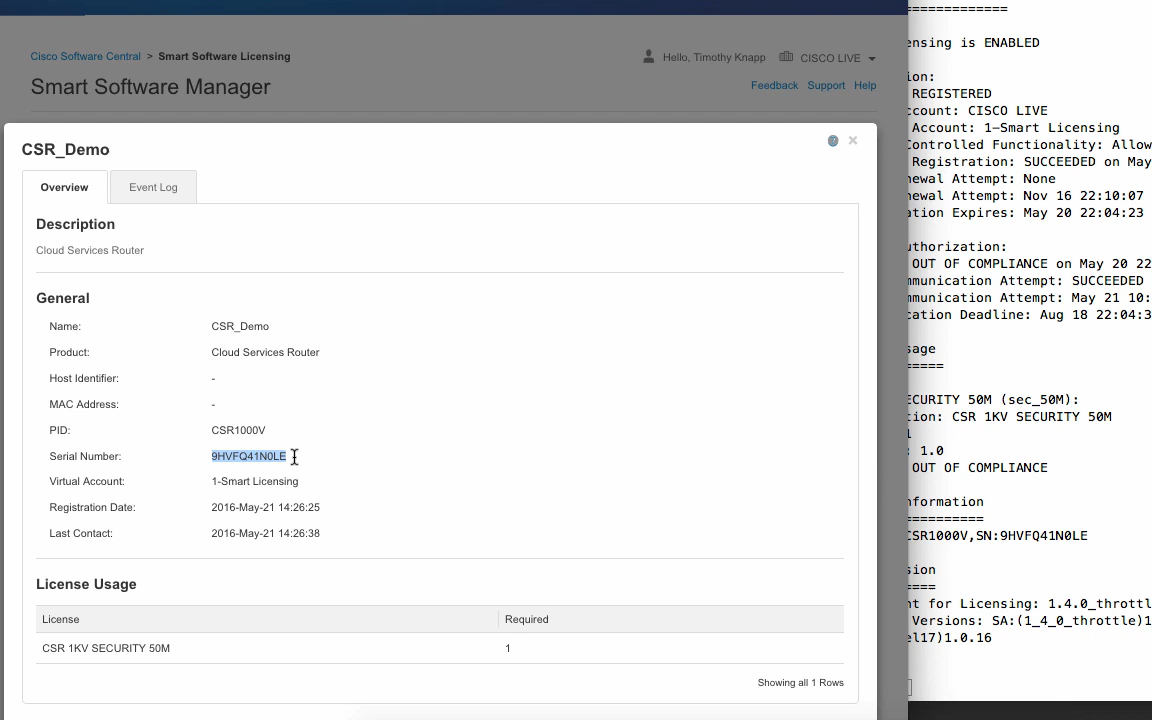 Cisco Software Central > Smart Software Licensing
Hello, Timothy Knapp
CISCO LIVE
Smart Software Manager
Feedback Support Help
CSR_Demo
Overview
Event Log
Description
Cloud Services Router
General
Name: CSR_Demo
Product: Cloud Services Router
Host Identifier: -
MAC Address: -
PID: CSR1000V
Serial Number: 9HVFQ41N0LE
Virtual Account: 1-Smart Licensing
Registration Date: 2016-May-21 14:26:25
Last Contact: 2016-May-21 14:26:38
License Usage
License Required
CSR 1KV SECURITY 50M 1
Showing all 1 Rows
=============
ensing is ENABLED
ion:
REGISTERED
ccount: CISCO LIVE
Account: 1-Smart Licensing
Controlled Functionality: Allow
Registration: SUCCEEDED on May
newal Attempt: None
newal Attempt: Nov 16 22:10:07
ation Expires: May 20 22:04:23
uthorization:
OUT OF COMPLIANCE on May 20 22
mmunication Attempt: SUCCEEDED
mmunication Attempt: May 21 10:
cation Deadline: Aug 18 22:04:3
sage
=====
ECURITY 50M (sec_50M):
tion: CSR 1KV SECURITY 50M
1
: 1.0
OUT OF COMPLIANCE
nformation
==========
CSR1000V,SN:9HVFQ41N0LE
sion
====
nt for Licensing: 1.4.0_throttl
Versions: SA:(1_4_0_throttle)1
el17)1.0.16